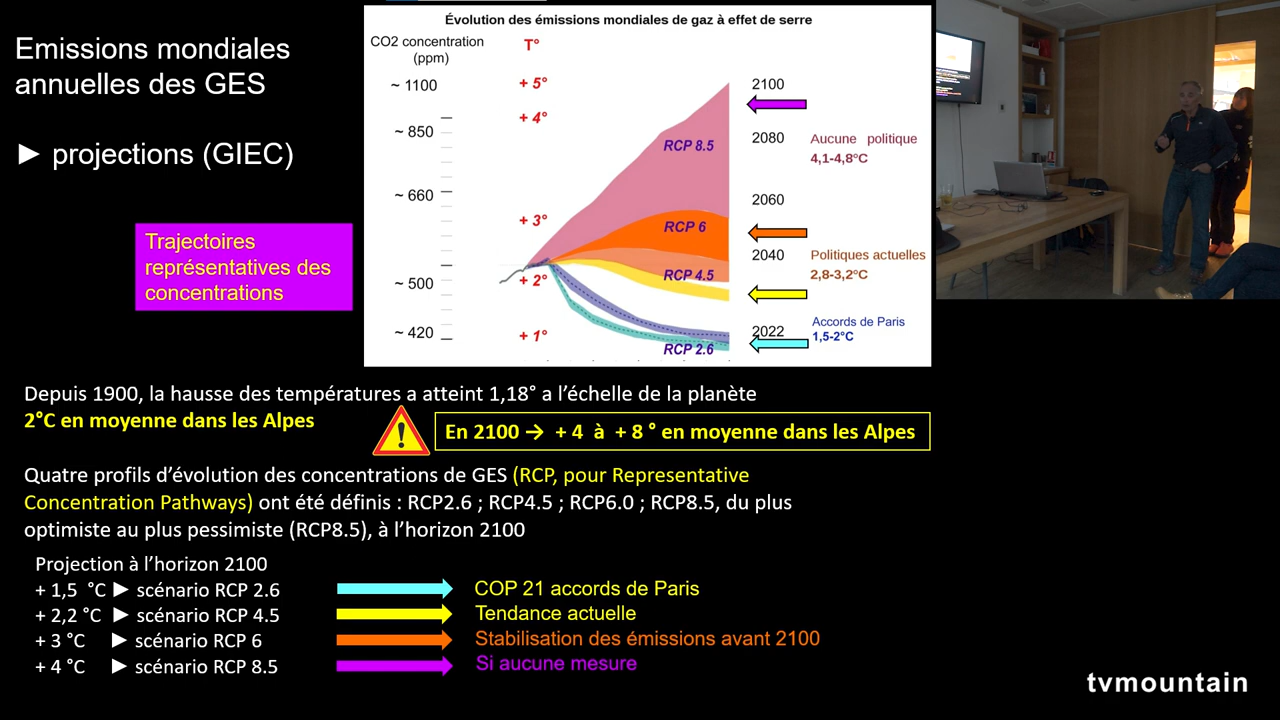 Emissions mondiales
annuelles des GES
► projections (GIEC)
Trajectoires
représentatives des
concentrations
Évolution des émissions mondiales de gaz à effet de serre
CO2 concentration
(ppm)
T°
~ 1100
+ 5°
2100
+ 4°
~ 850
2080
Aucune politique
4,1-4,8°C
RCP 8.5
~ 660
2060
+ 3°
RCP 6
2040
Politiques actuelles
2,8-3,2°C
RCP 4.5
~ 500
+ 2°
Accords de Paris
1,5-2°C
~ 420
+ 1°
2022
RCP 2.6
Depuis 1900, la hausse des températures a atteint 1,18° a l’échelle de la planète
2°C en moyenne dans les Alpes
En 2100 → + 4 à + 8 ° en moyenne dans les Alpes
Quatre profils d’évolution des concentrations de GES (RCP, pour Representative
Concentration Pathways) ont été définis : RCP2.6 ; RCP4.5 ; RCP6.0 ; RCP8.5, du plus
optimiste au plus pessimiste (RCP8.5), à l’horizon 2100
Projection à l’horizon 2100
+ 1,5 °C ► scénario RCP 2.6
COP 21 accords de Paris
+ 2,2 °C ► scénario RCP 4.5
Tendance actuelle
+ 3 °C ► scénario RCP 6
Stabilisation des émissions avant 2100
+ 4 °C ► scénario RCP 8.5
Si aucune mesure
tvmountain